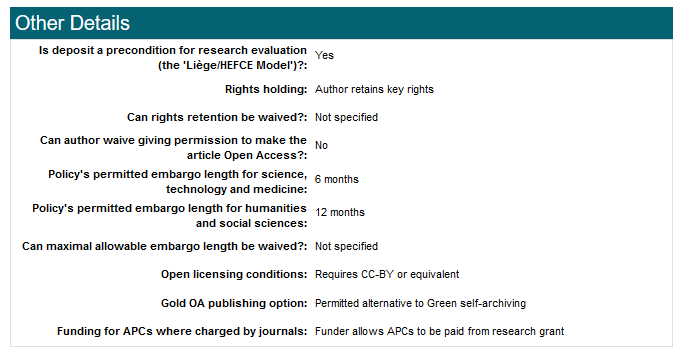 Other Details
Is deposit a precondition for research evaluation
(the 'Liège/HEFCE Model')?: Yes
Rights holding: Author retains key rights
Can rights retention be waived?: Not specified
Can author waive giving permission to make the
article Open Access?: No
Policy's permitted embargo length for science,
technology and medicine: 6 months
Policy's permitted embargo length for humanities
and social sciences: 12 months
Can maximal allowable embargo length be waived?: Not specified
Open licensing conditions: Requires CC-BY or equivalent
Gold OA publishing option: Permitted alternative to Green self-archiving
Funding for APCs where charged by journals: Funder allows APCs to be paid from research grant